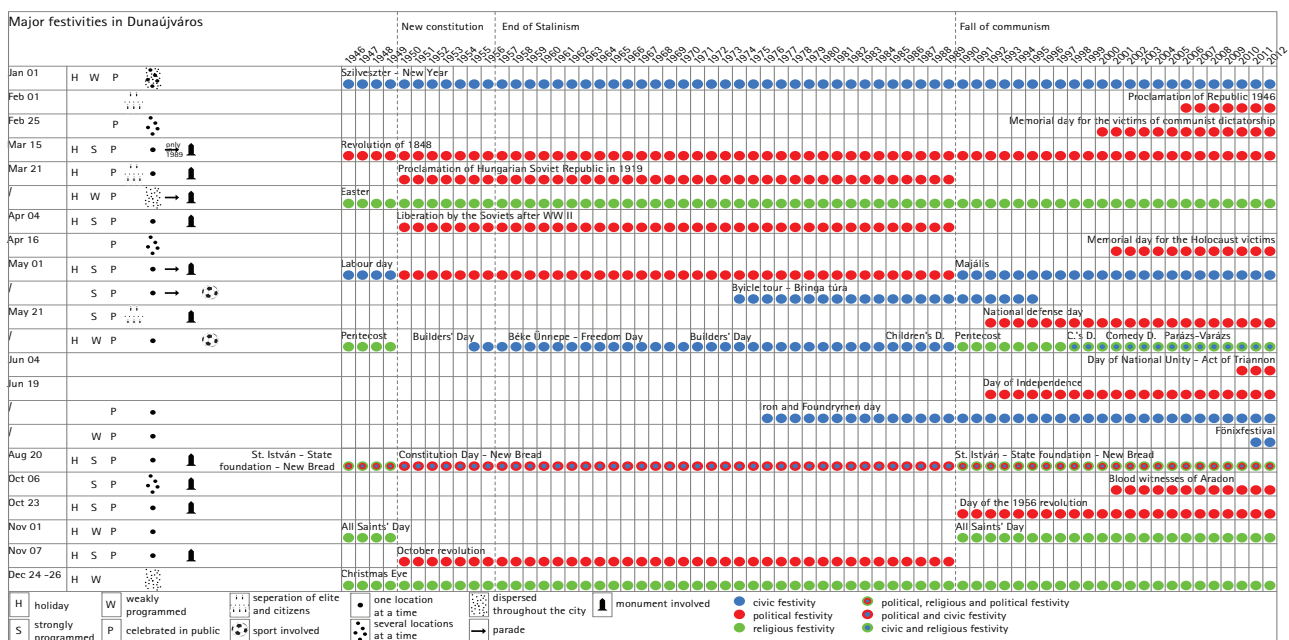 Major festivities in Dunaújváros
New constitution
End of Stalinism
Fall of communism
1946 1947 1948 1949 1950 1951 1952 1953 1954 1955 1956 1957 1958 1959 1960 1961 1962 1963 1964 1965 1966 1967 1968 1969 1970 1971 1972 1973 1974 1975 1976 1977 1978 1979 1980 1981 1982 1983 1984 1985 1986 1987 1988 1989 1990 1991 1992 1993 1994 1995 1996 1997 1998 1999 2000 2001 2002 2003 2004 2005 2006 2007 2008 2009 2010 2011 2012
Jan 01 H W P Szilveszter - New Year
Feb 01 Proclamation of Republic 1946
Feb 25 P Memorial day for the victims of communist dictatorship
Mar 15 H S P only 1989 Revolution of 1848
Mar 21 H P Proclamation of Hungarian Soviet Republic in 1919
/ H W P Easter
Apr 04 H S P Liberation by the Soviets after WW II
Apr 16 P Memorial day for the Holocaust victims
May 01 H S P Labour day Majális
/ S P Byicle tour - Bringa túra
May 21 S P National defense day
/ H W P Pentecost Builders' Day Béke Ünnepe - Freedom Day Builders' Day Children's D. Pentecost C.'s D. Comedy D. Parázs-Varázs
Jun 04 Day of National Unity - Act of Triannon
Jun 19 Day of Independence
/ P ron and Foundrymen day
/ W P Fönixfestival
Aug 20 H S P St. István - State foundation - New Bread Constitution Day - New Bread St. István - State foundation - New Bread
Oct 06 S P Blood witnesses of Aradon
Oct 23 H S P Day of the 1956 revolution
Nov 01 H W P All Saints' Day All Saints' Day
Nov 07 H S P October revolution
Dec 24 -26 H W Christmas Eve
H holiday
S strongly programmed
W weakly programmed
P celebrated in public
seperation of elite and citizens
sport involved
one location at a time
several locations at a time
dispersed throughout the city
parade
monument involved
civic festivity
political festivity
religious festivity
political, religious and political festivity
political and civic festivity
civic and religious festivity